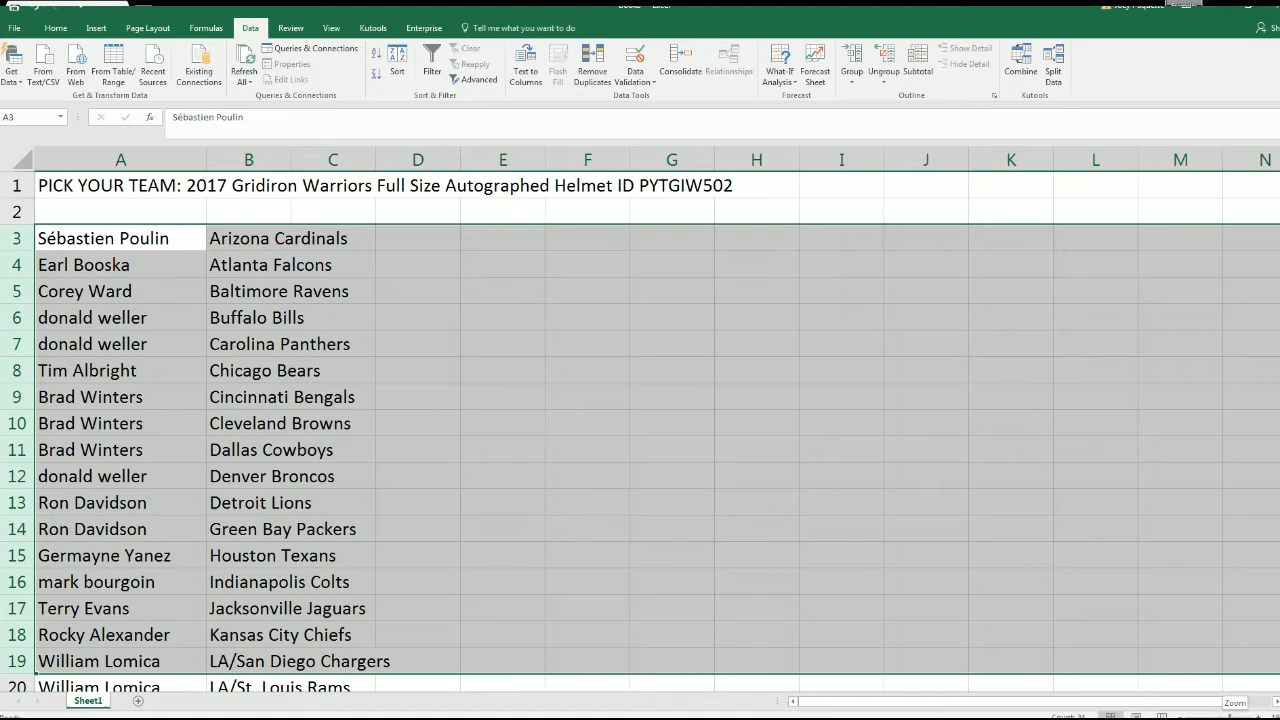 File Home Insert Page Layout Formulas Data Review View Kutools Enterprise Tell me what you want to do
Get Data From Text/CSV From Web From Table/ Range Recent Sources Existing Connections Refresh All Queries & Connections Properties Edit Links Sort Filter Clear Reapply Advanced Text to Columns Flash Fill Remove Duplicates Data Validation Consolidate Relationships What-If Analysis Forecast Sheet Group Ungroup Subtotal Show Detail Hide Detail Combine Split Data
Get & Transform Data Queries & Connections Sort & Filter Data Tools Forecast Outline Kutools
A3 fx Sébastien Poulin
A B C D E F G H I J K L M N
1 PICK YOUR TEAM: 2017 Gridiron Warriors Full Size Autographed Helmet ID PYTGIW502
2
3 Sébastien Poulin Arizona Cardinals
4 Earl Booska Atlanta Falcons
5 Corey Ward Baltimore Ravens
6 donald weller Buffalo Bills
7 donald weller Carolina Panthers
8 Tim Albright Chicago Bears
9 Brad Winters Cincinnati Bengals
10 Brad Winters Cleveland Browns
11 Brad Winters Dallas Cowboys
12 donald weller Denver Broncos
13 Ron Davidson Detroit Lions
14 Ron Davidson Green Bay Packers
15 Germayne Yanez Houston Texans
16 mark bourgoin Indianapolis Colts
17 Terry Evans Jacksonville Jaguars
18 Rocky Alexander Kansas City Chiefs
19 William Lomica LA/San Diego Chargers
20 William Lomica LA/St. Louis Rams
Sheet1 Zoom